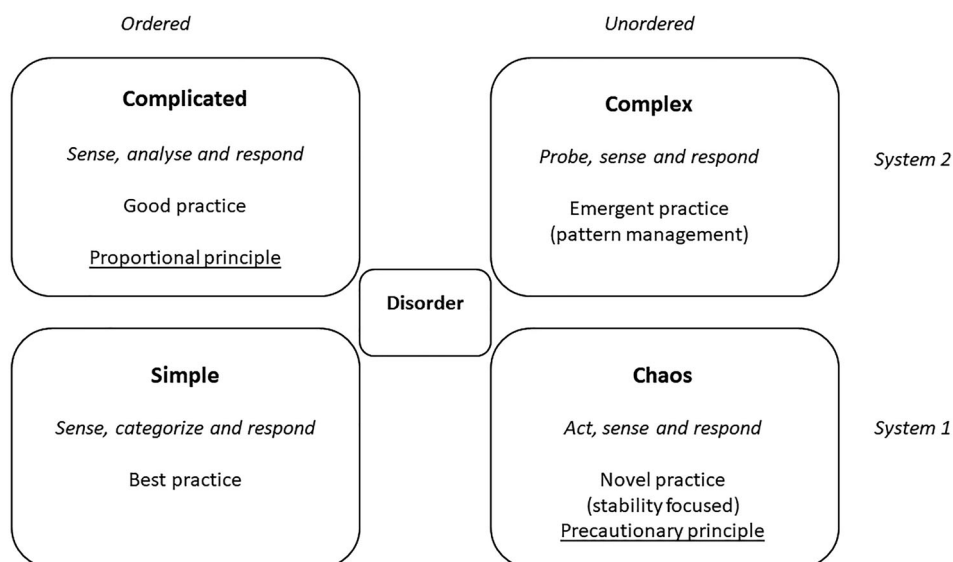 Ordered
Unordered
Complicated
Sense, analyse and respond
Good practice
Proportional principle
Complex
Probe, sense and respond
Emergent practice
(pattern management)
System 2
Disorder
Simple
Sense, categorize and respond
Best practice
Chaos
Act, sense and respond
Novel practice
(stability focused)
Precautionary principle
System 1